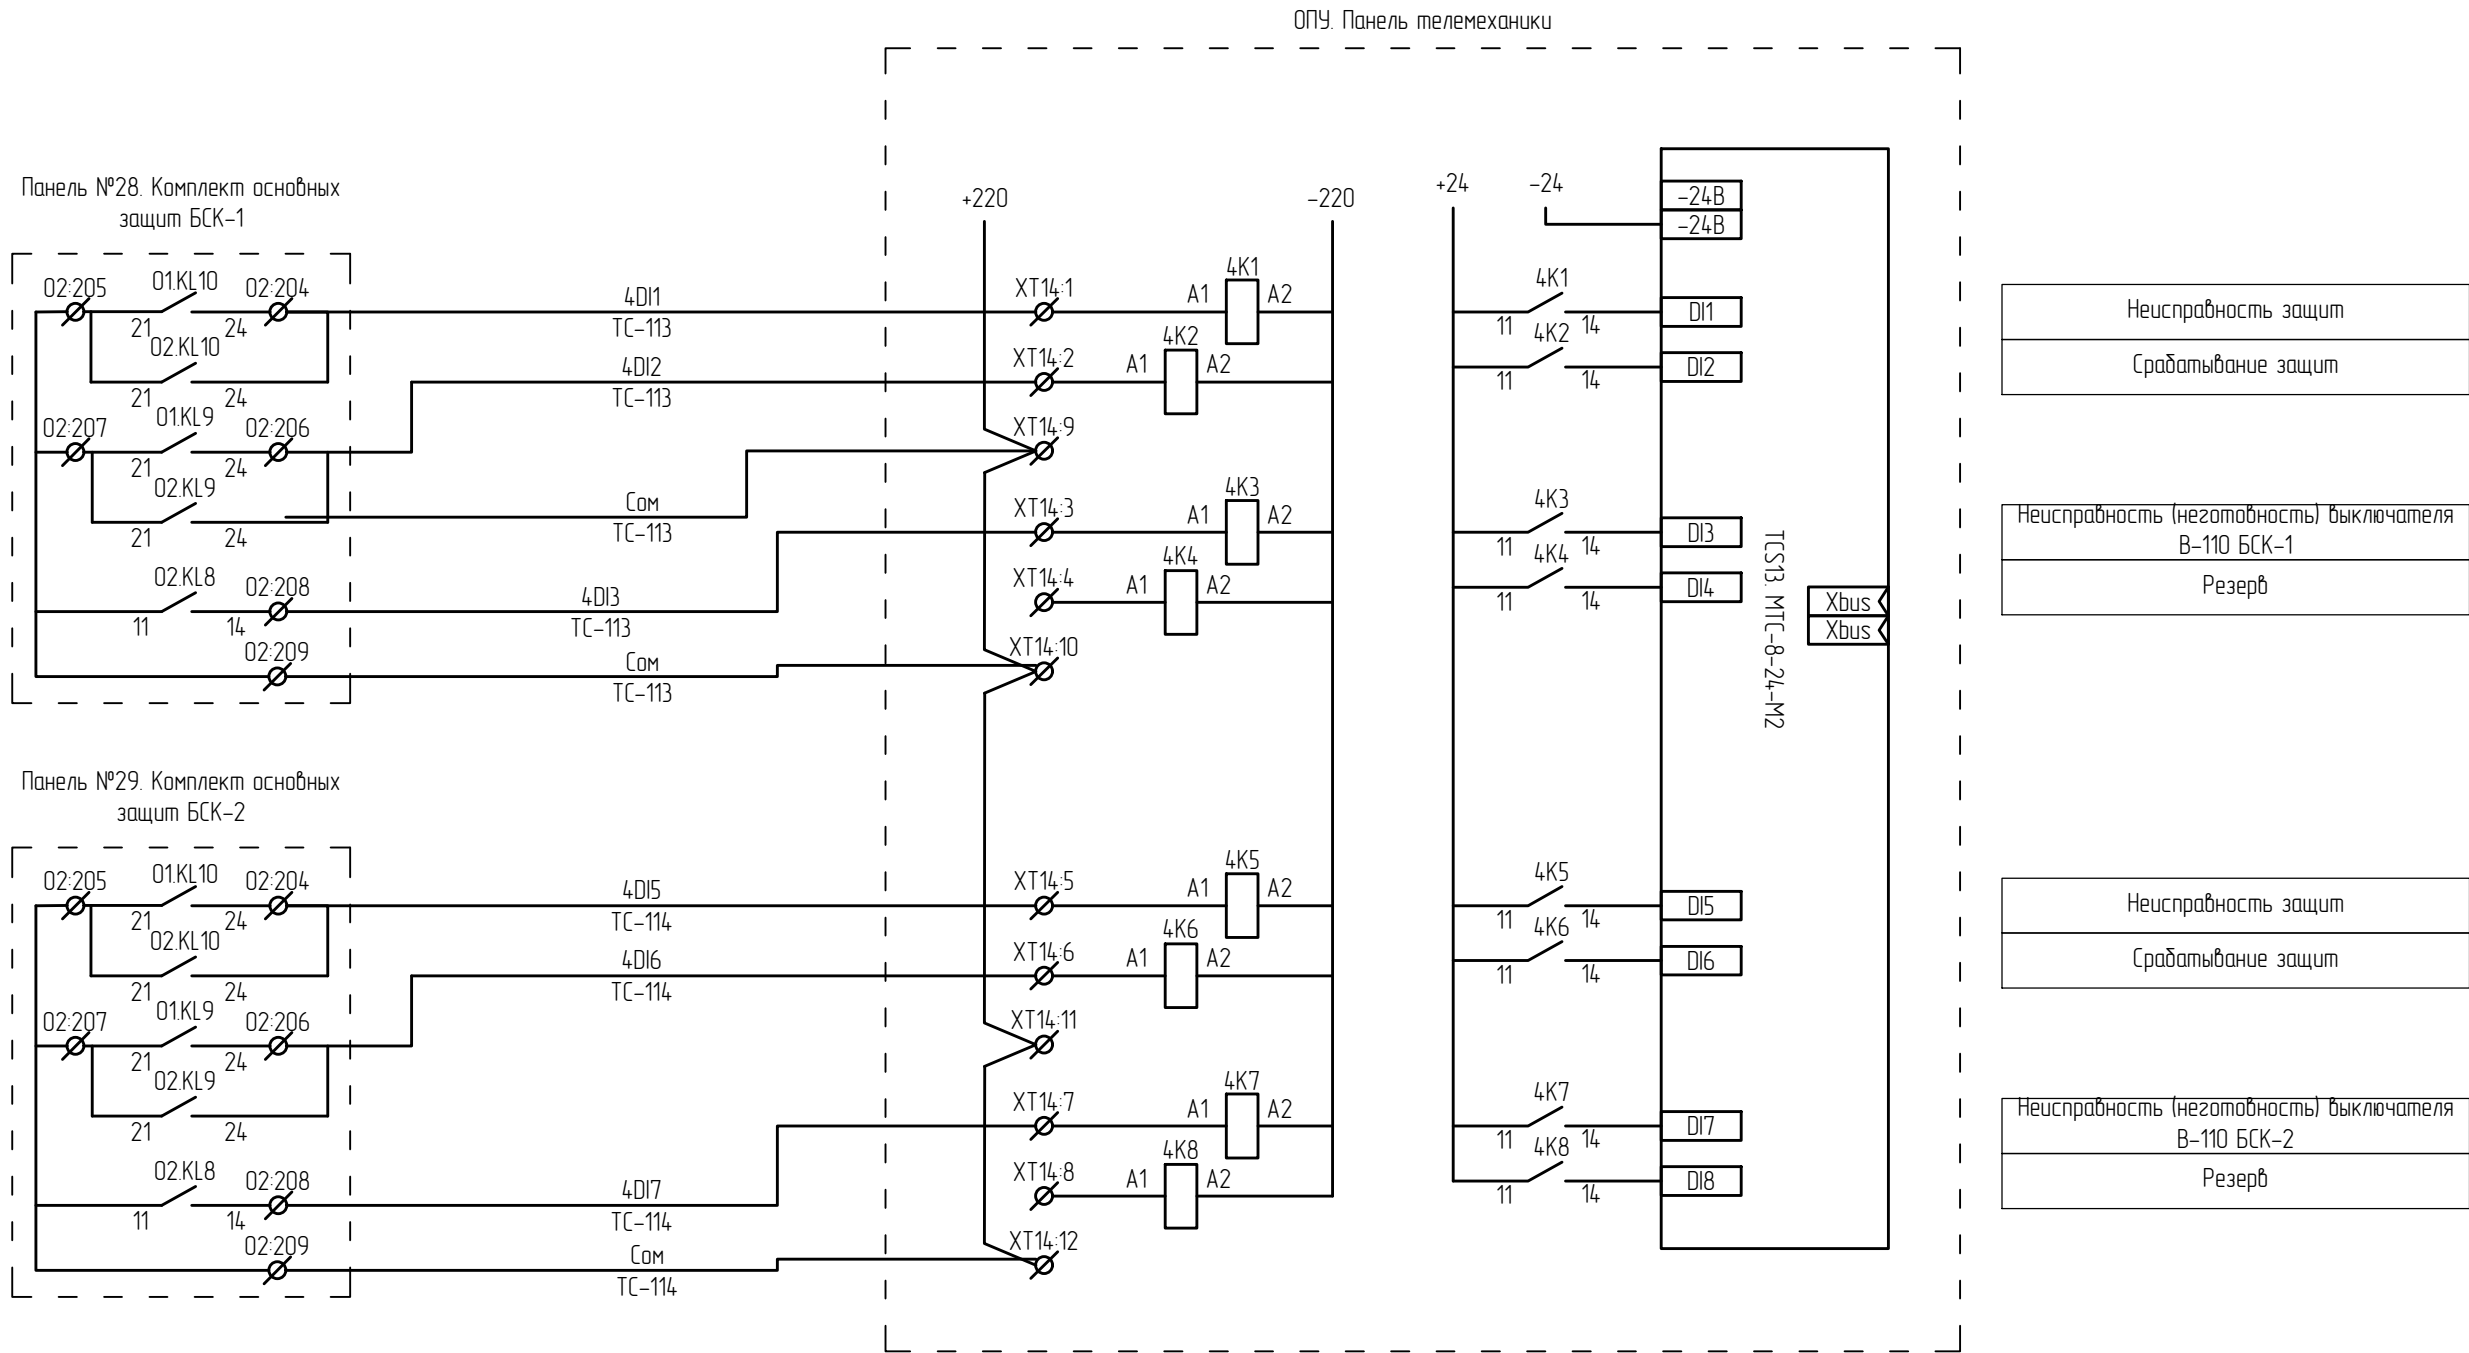 ОПУ. Панель телемеханики
Панель №28. Комплект основных
защит БСК-1
+220
-220
+24
-24
-24В
-24В
02:205
01.KL10
02:204
21
24
02.KL10
21
24
02:207
01.KL9
02:206
21
24
02.KL9
21
24
02.KL8
02:208
11
14
02:209
4DI1
ТС-113
4DI2
ТС-113
Com
ТС-113
4DI3
ТС-113
Com
ТС-113
XT14:1
A1
4K1
A2
XT14:2
A1
4K2
A2
XT14:9
XT14:3
A1
4K3
A2
XT14:4
A1
4K4
A2
XT14:10
4K1
11
14
DI1
4K2
11
14
DI2
4K3
11
14
DI3
4K4
11
14
DI4
TCS13. МТС-8-24-М2
Xbus
Xbus
Неисправность защит
Срабатывание защит
Неисправность (неготовность) выключателя
В-110 БСК-1
Резерв
Панель №29. Комплект основных
защит БСК-2
02:205
01.KL10
02:204
21
24
02.KL10
21
24
02:207
01.KL9
02:206
21
24
02.KL9
21
24
02.KL8
02:208
11
14
02:209
4DI5
ТС-114
4DI6
ТС-114
4DI7
ТС-114
Com
ТС-114
XT14:5
A1
4K5
A2
XT14:6
A1
4K6
A2
XT14:11
XT14:7
A1
4K7
A2
XT14:8
A1
4K8
A2
XT14:12
4K5
11
14
DI5
4K6
11
14
DI6
4K7
11
14
DI7
4K8
11
14
DI8
Неисправность защит
Срабатывание защит
Неисправность (неготовность) выключателя
В-110 БСК-2
Резерв